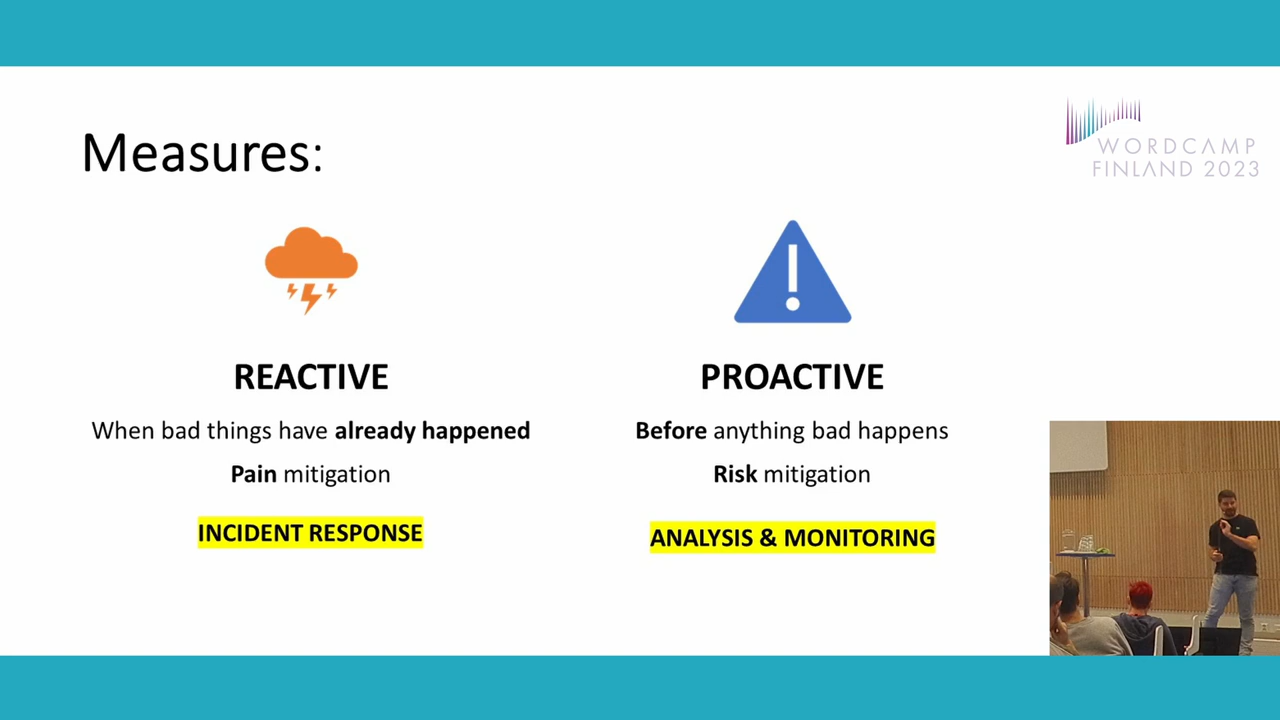 Measures:
WORDCAMP
FINLAND 2023
REACTIVE
When bad things have already happened
Pain mitigation
INCIDENT RESPONSE
PROACTIVE
Before anything bad happens
Risk mitigation
ANALYSIS & MONITORING